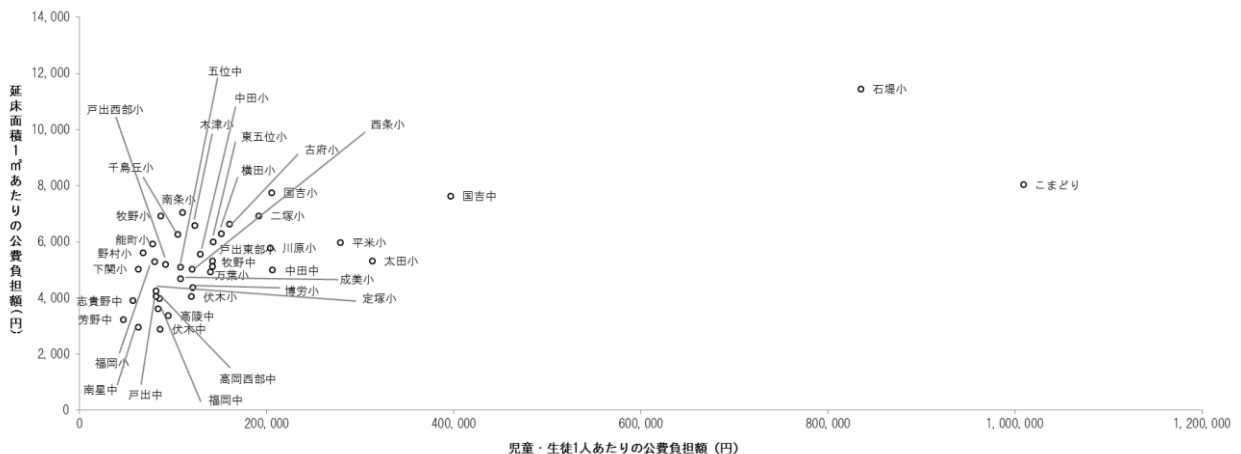 延床面積1㎡あたりの公費負担額(円)
14,000
12,000
10,000
8,000
6,000
4,000
2,000
0
五位中
中田小
戸出西部小
木津小
西条小
東五位小
古府小
千鳥丘小
横田小
南条小
国吉小
牧野小
二塚小
能町小
戸出東部小
川原小
平米小
野村小
牧野中
太田小
下関小
万葉小
中田中
成美小
博労小
志貴野中
伏木小
定塚小
芳野中
高陵中
伏木中
福岡小
高岡西部中
南星中
戸出中
福岡中
石堤小
こまどり
国吉中
0
200,000
400,000
600,000
800,000
1,000,000
1,200,000
児童・生徒1人あたりの公費負担額（円）